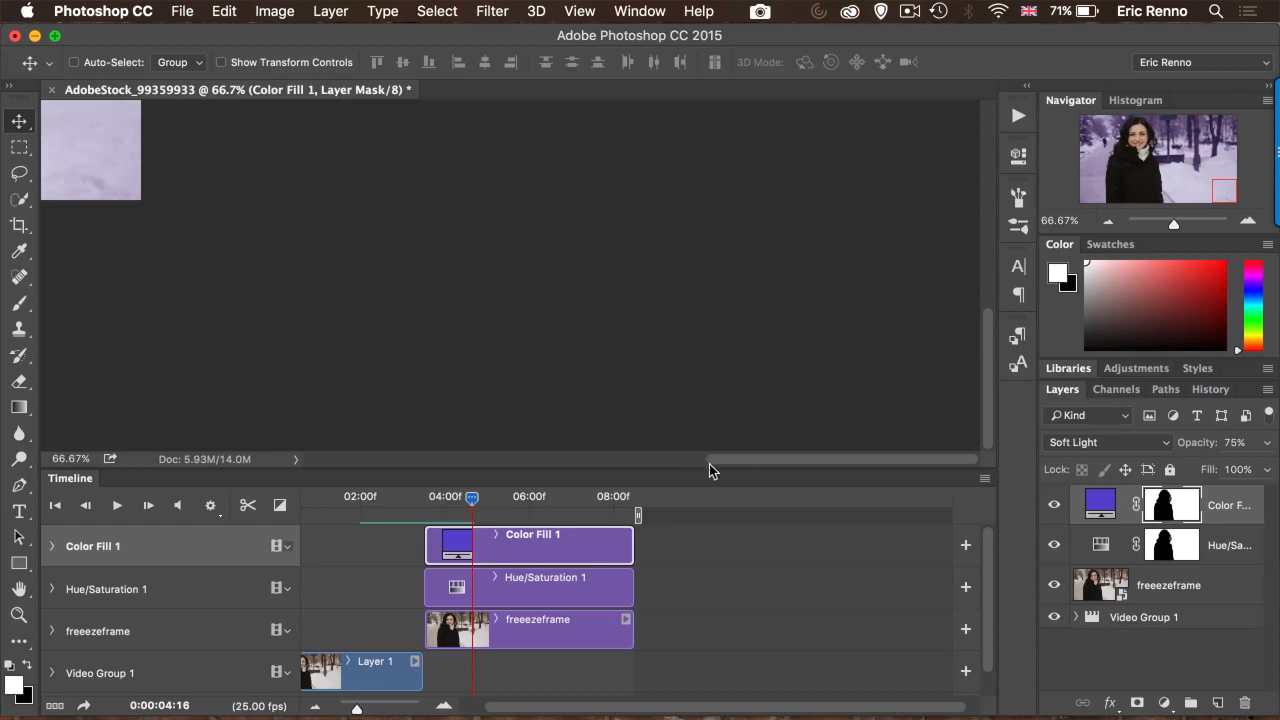 Photoshop CC File Edit Image Layer Type Select Filter 3D View Window Help 71% Eric Renno
Adobe Photoshop CC 2015
Auto-Select: Group Show Transform Controls 3D Mode: Eric Renno
AdobeStock_99359933 @ 66.7% (Color Fill 1, Layer Mask/8) *
Navigator Histogram
66.67%
Color Swatches
Libraries Adjustments Styles
Layers Channels Paths History
Kind
Soft Light Opacity: 75%
Lock: Fill: 100%
Color F...
Hue/Sa...
freeezeframe
Video Group 1
66.67% Doc: 5.93M/14.0M
Timeline
02:00f 04:00f 06:00f 08:00f
Color Fill 1 Color Fill 1
Hue/Saturation 1 Hue/Saturation 1
freeezeframe freeezeframe
Video Group 1 Layer 1
0:00:04:16 (25.00 fps)
fx